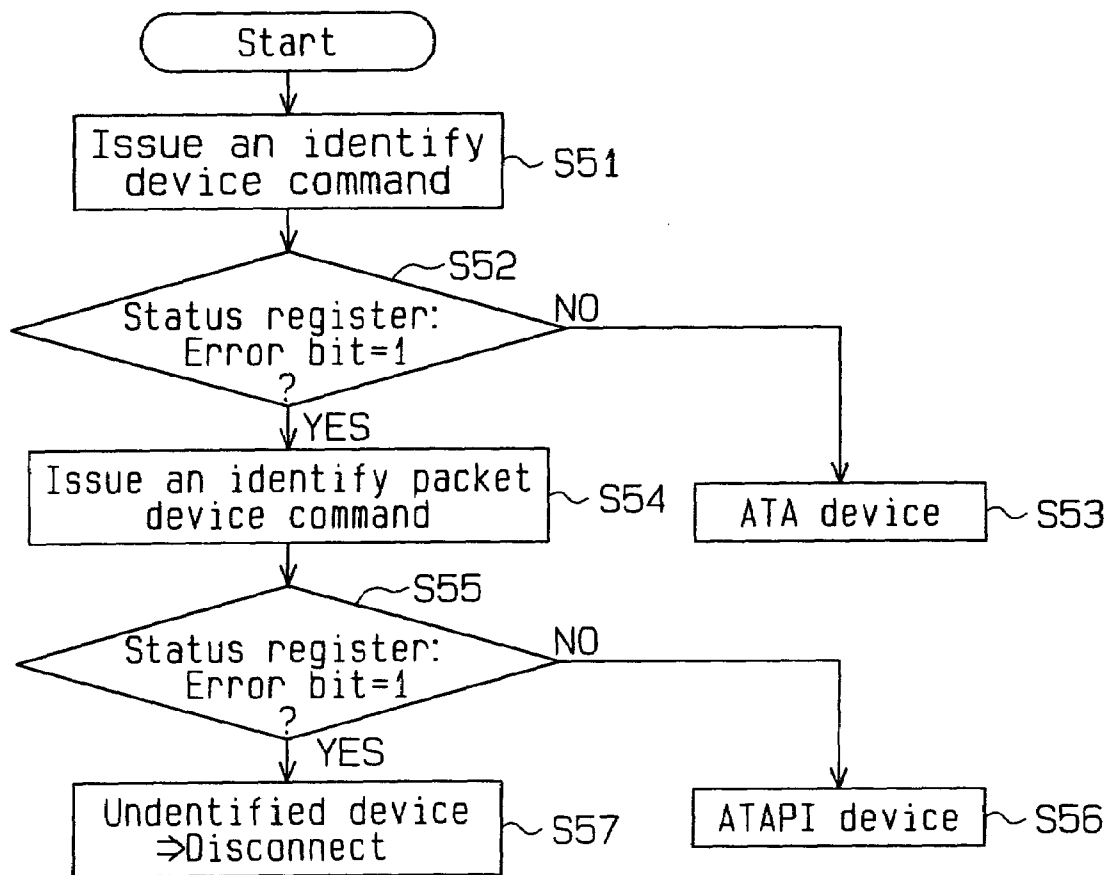 Start
Issue an identify
device command
S51
S52
Status register:
Error bit=1
?
NO
YES
Issue an identify packet
device command
S54
ATA device
S53
S55
Status register:
Error bit=1
?
NO
YES
Undentified device
⇒Disconnect
S57
ATAPI device
S56